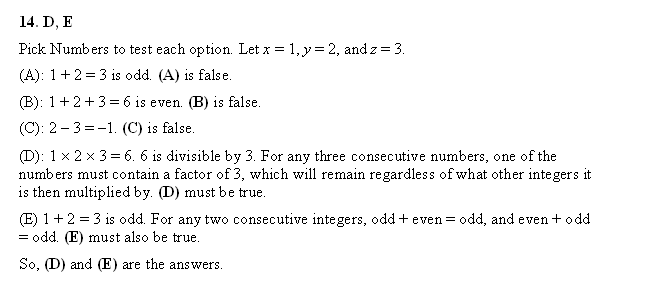 14. D, E
Pick Numbers to test each option. Let x = 1, y = 2, and z = 3.
(A): 1 + 2 = 3 is odd. (A) is false.
(B): 1 + 2 + 3 = 6 is even. (B) is false.
(C): 2 – 3 = –1. (C) is false.
(D): 1 × 2 × 3 = 6. 6 is divisible by 3. For any three consecutive numbers, one of the
numbers must contain a factor of 3, which will remain regardless of what other integers it
is then multiplied by. (D) must be true.
(E) 1 + 2 = 3 is odd. For any two consecutive integers, odd + even = odd, and even + odd
= odd. (E) must also be true.
So, (D) and (E) are the answers.